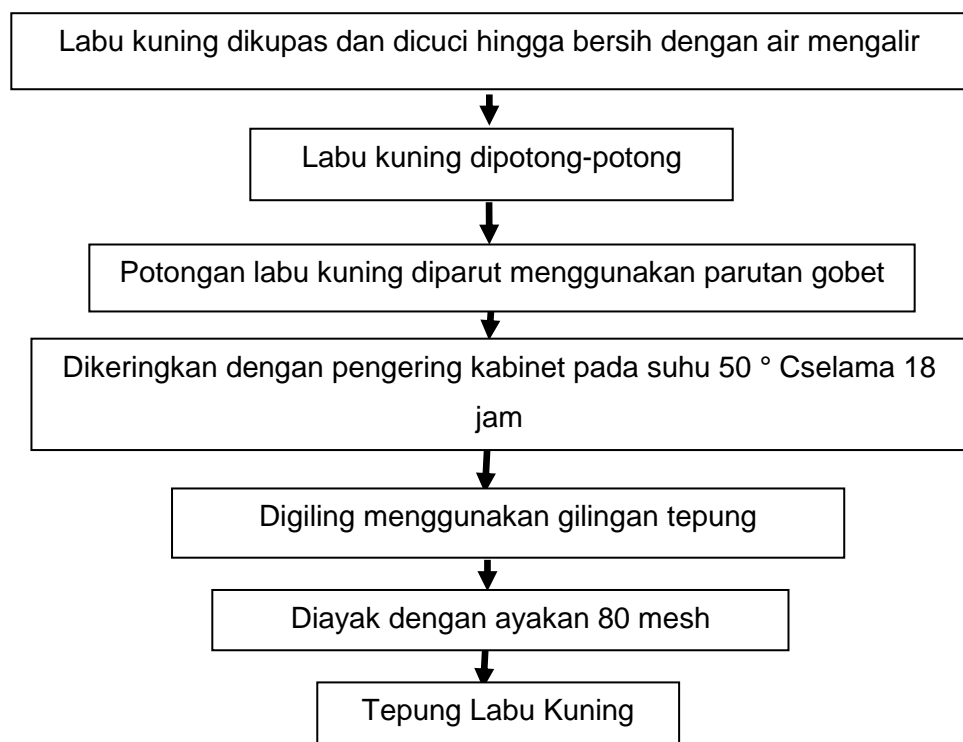 Labu kuning dikupas dan dicuci hingga bersih dengan air mengalir
Labu kuning dipotong-potong
Potongan labu kuning diparut menggunakan parutan gobet
Dikeringkan dengan pengering kabinet pada suhu 50 ° Cselama 18
jam
Digiling menggunakan gilingan tepung
Diayak dengan ayakan 80 mesh
Tepung Labu Kuning